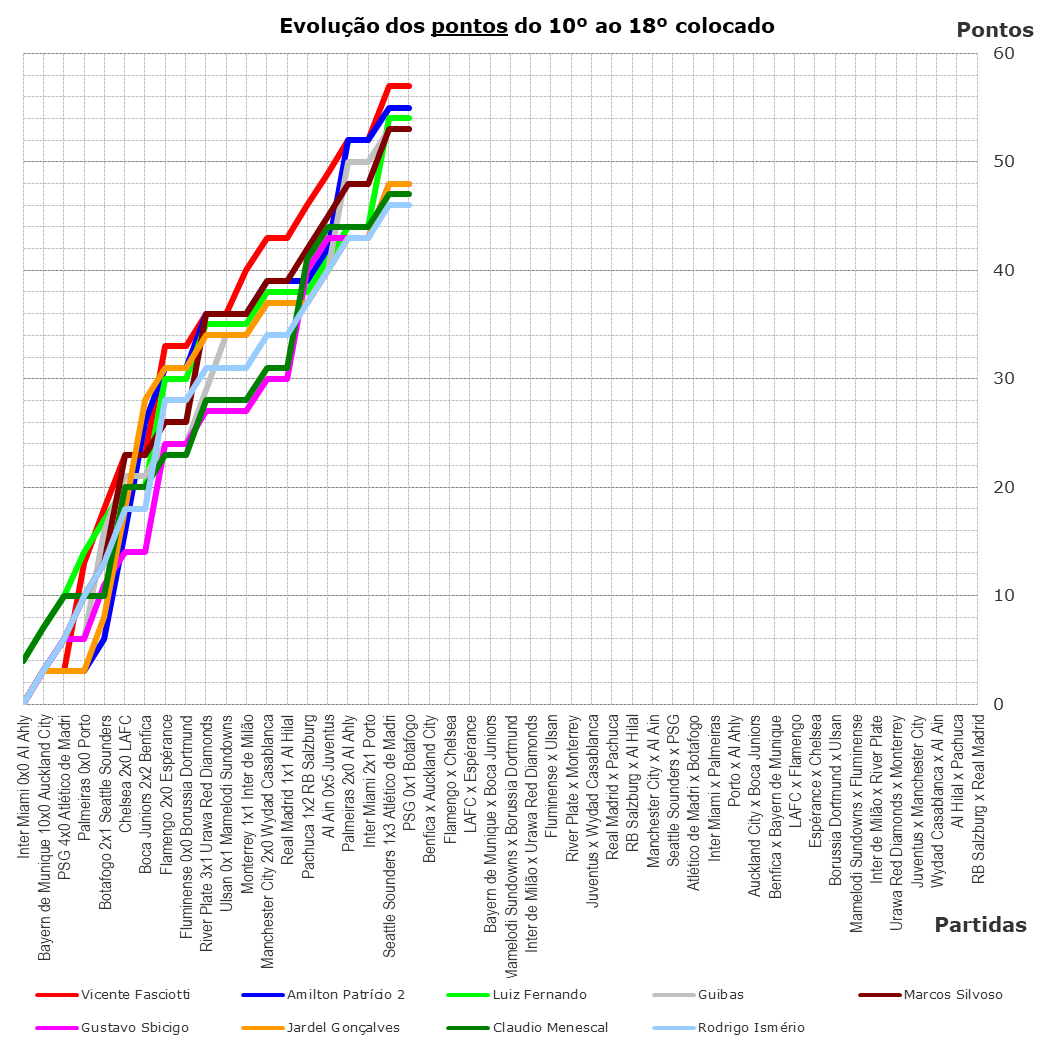 Evolução dos pontos do 10º ao 18º colocado
Pontos
60
50
40
30
20
10
0
Inter Miami 0x0 Al Ahly
Bayern de Munique 10x0 Auckland City
PSG 4x0 Atlético de Madri
Palmeiras 0x0 Porto
Botafogo 2x1 Seattle Sounders
Chelsea 2x0 LAFC
Boca Juniors 2x2 Benfica
Flamengo 2x0 Espérance
Fluminense 0x0 Borussia Dortmund
River Plate 3x1 Urawa Red Diamonds
Ulsan 0x1 Mamelodi Sundowns
Monterrey 1x1 Inter de Milão
Manchester City 2x0 Wydad Casablanca
Real Madrid 1x1 Al Hilal
Pachuca 1x2 RB Salzburg
Al Ain 0x5 Juventus
Palmeiras 2x0 Al Ahly
Inter Miami 2x1 Porto
Seattle Sounders 1x3 Atlético de Madri
PSG 0x1 Botafogo
Benfica x Auckland City
Flamengo x Chelsea
LAFC x Espérance
Bayern de Munique x Boca Juniors
Mamelodi Sundowns x Borussia Dortmund
Inter de Milão x Urawa Red Diamonds
Fluminense x Ulsan
River Plate x Monterrey
Juventus x Wydad Casablanca
Real Madrid x Pachuca
RB Salzburg x Al Hilal
Manchester City x Al Ain
Seattle Sounders x PSG
Atlético de Madri x Botafogo
Inter Miami x Palmeiras
Porto x Al Ahly
Auckland City x Boca Juniors
Benfica x Bayern de Munique
LAFC x Flamengo
Espérance x Chelsea
Borussia Dortmund x Ulsan
Mamelodi Sundowns x Fluminense
Inter de Milão x River Plate
Urawa Red Diamonds x Monterrey
Juventus x Manchester City
Wydad Casablanca x Al Ain
Al Hilal x Pachuca
RB Salzburg x Real Madrid
Partidas
Vicente Fasciotti
Amilton Patrício 2
Luiz Fernando
Guibas
Marcos Silvoso
Gustavo Sbicigo
Jardel Gonçalves
Claudio Menescal
Rodrigo Ismério